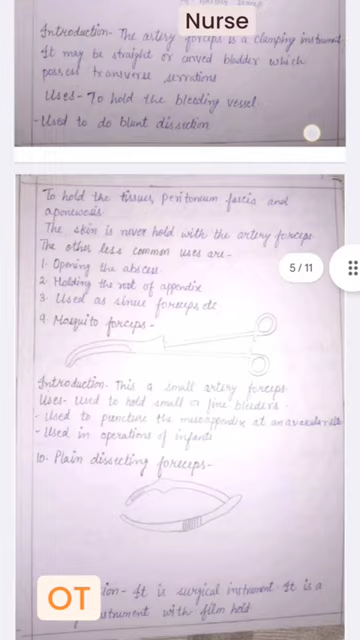 Nurse
Introduction- The artery forceps is a clamping instrument
It may be straight or curved bladder which
possess transverse serrations
Uses- To hold the bleeding vessel.
- Used to do blunt dissection
To hold the tissues, peritoneum fascia and
aponeurosis.
The skin is never hold with the artery forceps
The other less common uses are-
1. Opening the abscess
2. Holding the root of appendix
3. Used as sinus forceps, etc
5/11
9. Mosquito forceps-
Introduction- This a small artery forceps.
Uses- Used to hold small or fine bleeders.
- Used to puncture the mesoappendix at an avascular site
- Used in operations of infants
10. Plain dissecting forceps-
OT
ion- It is surgical instrument It is a
strument with film hold